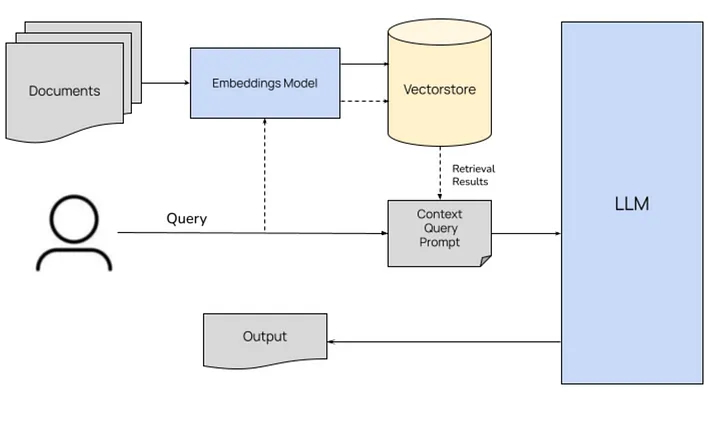 Documents
Embeddings Model
Vectorstore
Retrieval
Results
Query
Context
Query
Prompt
LLM
Output